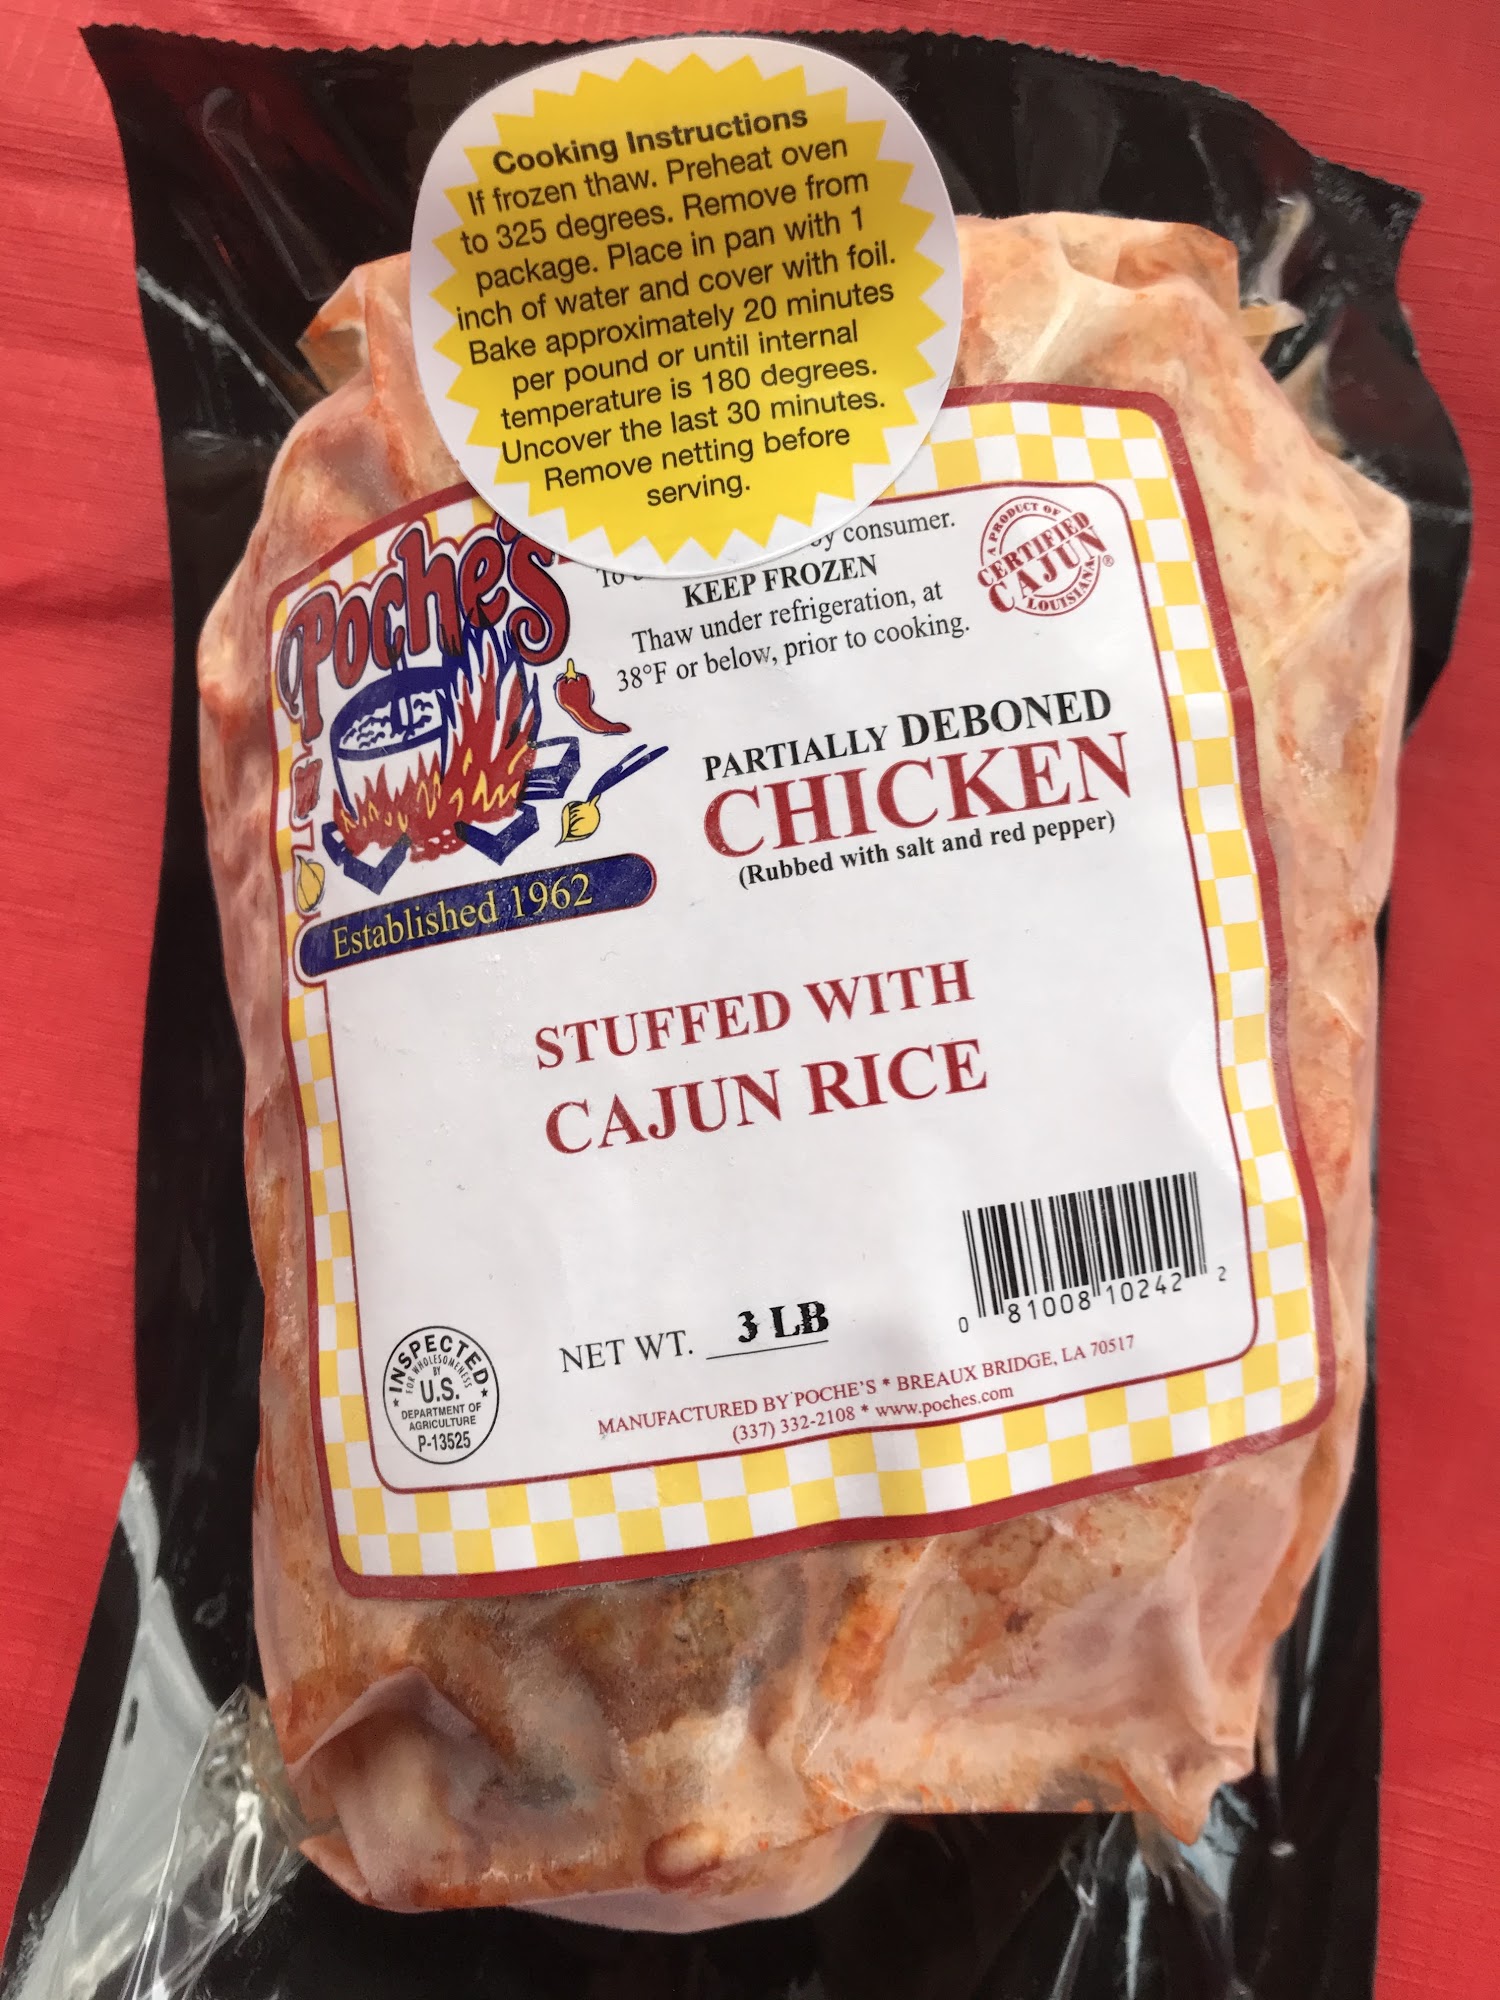 Cooking Instructions
If frozen thaw. Preheat oven
to 325 degrees. Remove from
package. Place in pan with 1
inch of water and cover with foil.
Bake approximately 20 minutes
per pound or until internal
temperature is 180 degrees.
Uncover the last 30 minutes.
Remove netting before
serving.
Poche's
Established 1962
To consumer.
KEEP FROZEN
Thaw under refrigeration, at
38°F or below, prior to cooking.
A PRODUCT OF
CERTIFIED
CAJUN®
LOUISIANA
PARTIALLY DEBONED
CHICKEN
(Rubbed with salt and red pepper)
STUFFED WITH
CAJUN RICE
0 81008 10242 2
NET WT. 3 LB
INSPECTED
FOR WHOLESOMENESS
BY
U.S.
DEPARTMENT OF
AGRICULTURE
P-13525
MANUFACTURED BY POCHE'S * BREAUX BRIDGE, LA 70517
(337) 332-2108 * www.poches.com